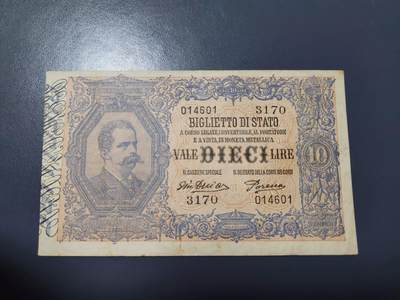 014601 3170
BIGLIETTO DI STATO
A CORSO LEGALE, CONVERTIBILE, AL PORTATORE
E A VISTA, IN MONETA METALLICA
VALE DIECI LIRE
10
IL CASSIERE SPECIALE IL DELEGATO DELLA CORTE DEI CONTI
3170 014601